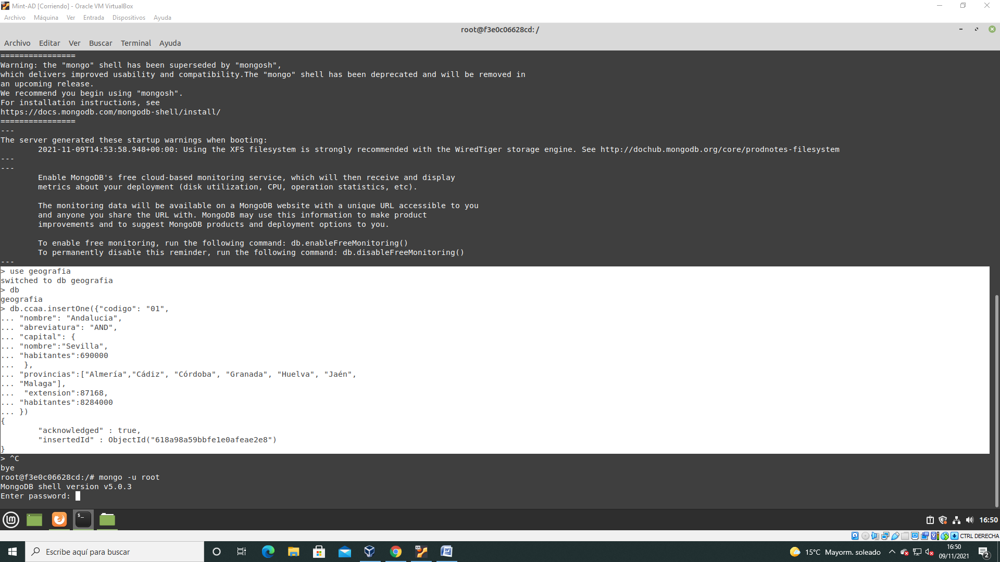 Mint-AD [Corriendo] - Oracle VM VirtualBox
Archivo Máquina Ver Entrada Dispositivos Ayuda
root@f3e0c06628cd: /
Archivo Editar Ver Buscar Terminal Ayuda
================
Warning: the "mongo" shell has been superseded by "mongosh",
which delivers improved usability and compatibility.The "mongo" shell has been deprecated and will be removed in
an upcoming release.
We recommend you begin using "mongosh".
For installation instructions, see
https://docs.mongodb.com/mongodb-shell/install/
================
---
The server generated these startup warnings when booting:
2021-11-09T14:53:58.948+00:00: Using the XFS filesystem is strongly recommended with the WiredTiger storage engine. See http://dochub.mongodb.org/core/prodnotes-filesystem
---
---
Enable MongoDB's free cloud-based monitoring service, which will then receive and display
metrics about your deployment (disk utilization, CPU, operation statistics, etc).
The monitoring data will be available on a MongoDB website with a unique URL accessible to you
and anyone you share the URL with. MongoDB may use this information to make product
improvements and to suggest MongoDB products and deployment options to you.
To enable free monitoring, run the following command: db.enableFreeMonitoring()
To permanently disable this reminder, run the following command: db.disableFreeMonitoring()
---
> use geografia
switched to db geografia
> db
geografia
> db.ccaa.insertOne({"codigo": "01",
... "nombre": "Andalucia",
... "abreviatura": "AND",
... "capital": {
... "nombre":"Sevilla",
... "habitantes":690000
...  },
... "provincias":["Almería","Cádiz", "Córdoba", "Granada", "Huelva", "Jaén",
... "Malaga"],
...  "extension":87168,
... "habitantes":8284000
... })
{
"acknowledged" : true,
"insertedId" : ObjectId("618a98a59bbfe1e0afeae2e8")
}
> ^C
bye
root@f3e0c06628cd:/# mongo -u root
MongoDB shell version v5.0.3
Enter password:
16:50
CTRL DERECHA
Escribe aquí para buscar
15°C Mayorm. soleado
16:50
09/11/2021
2